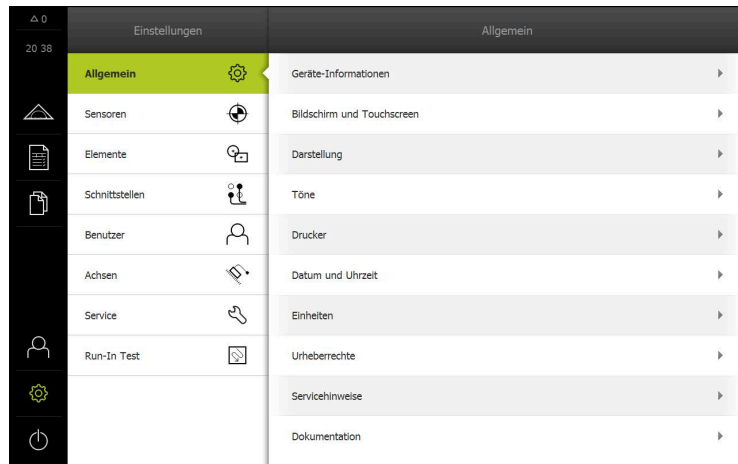 △ 0
20 38
Einstellungen
Allgemein
Sensoren
Elemente
Schnittstellen
Benutzer
Achsen
Service
Run-In Test
Allgemein
Geräte-Informationen
Bildschirm und Touchscreen
Darstellung
Töne
Drucker
Datum und Uhrzeit
Einheiten
Urheberrechte
Servicehinweise
Dokumentation